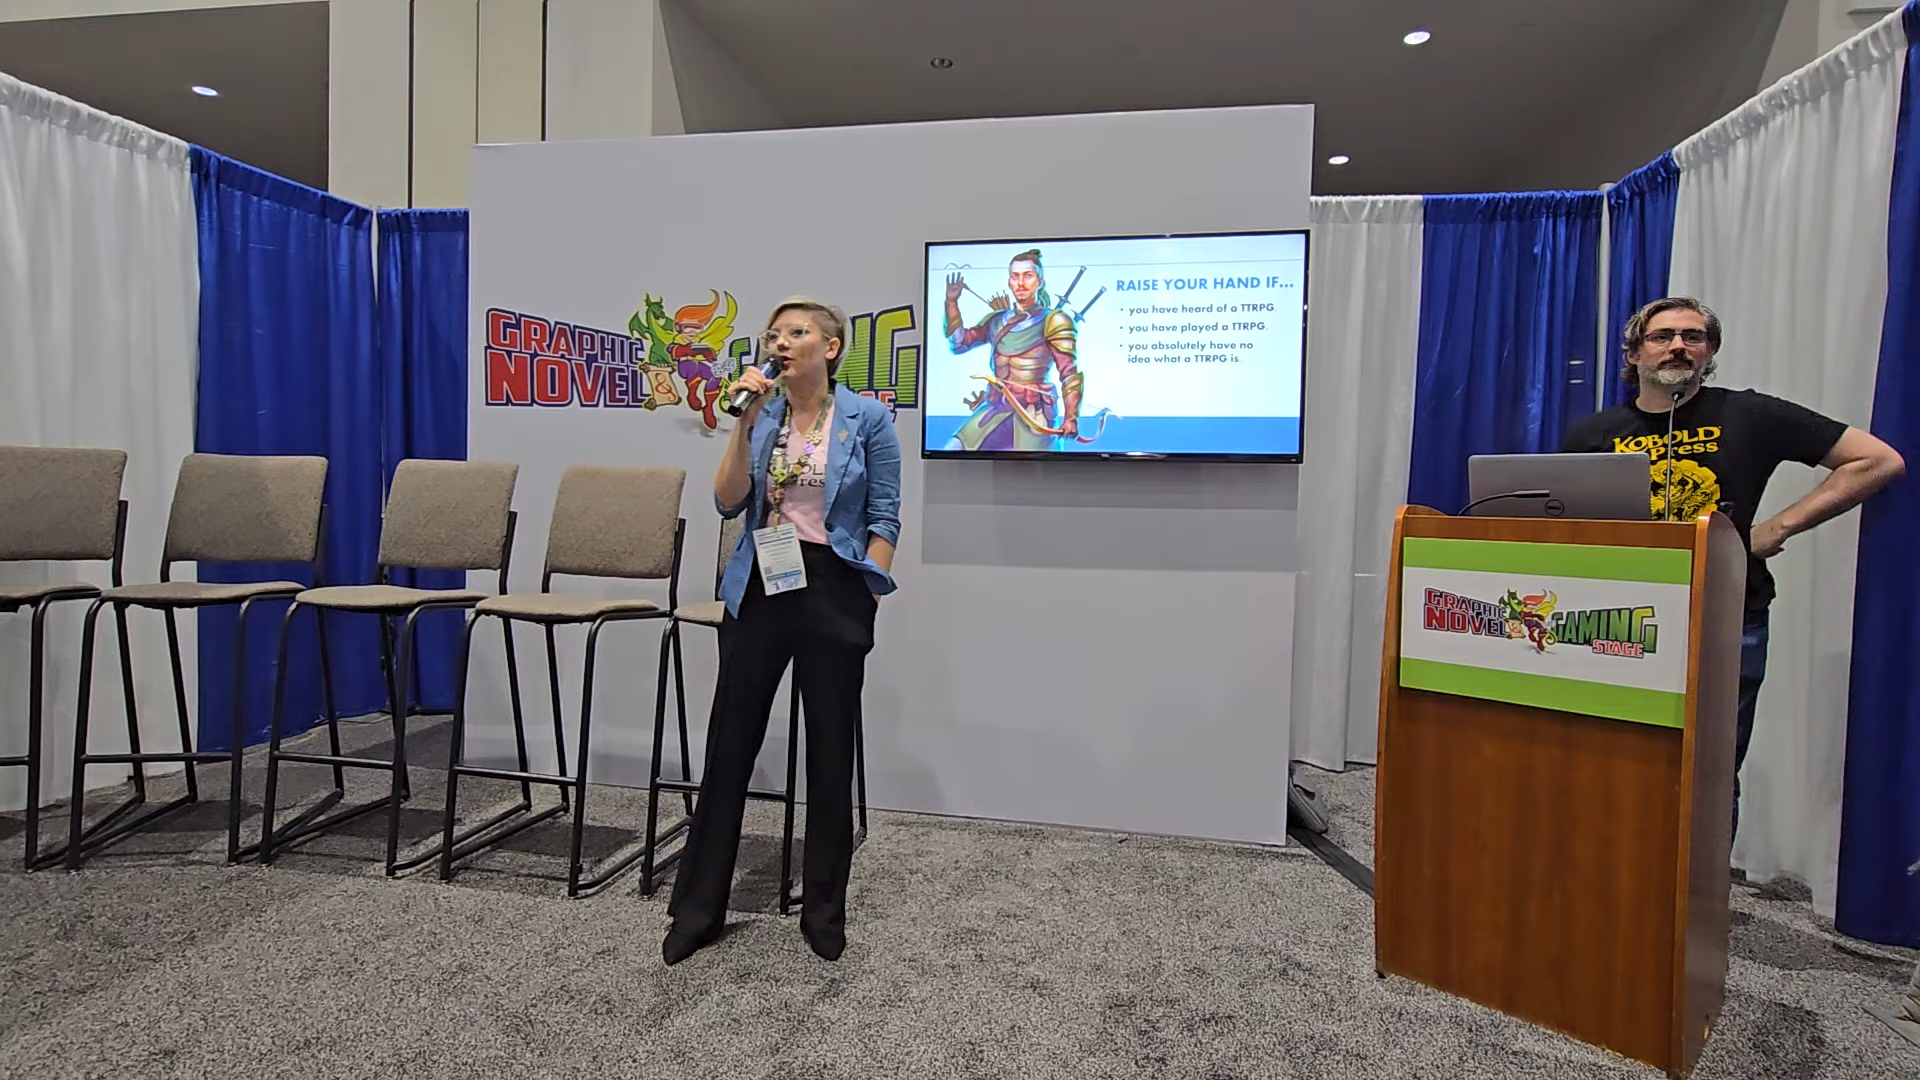 GRAPHIC
NOVEL &
RAISE YOUR HAND IF...
• you have heard of a TTRPG.
• you have played a TTRPG.
• you absolutely have no
idea what a TTRPG is.
KOBOLD
Press
DELL
GRAPHIC
NOVEL & GAMING
STAGE